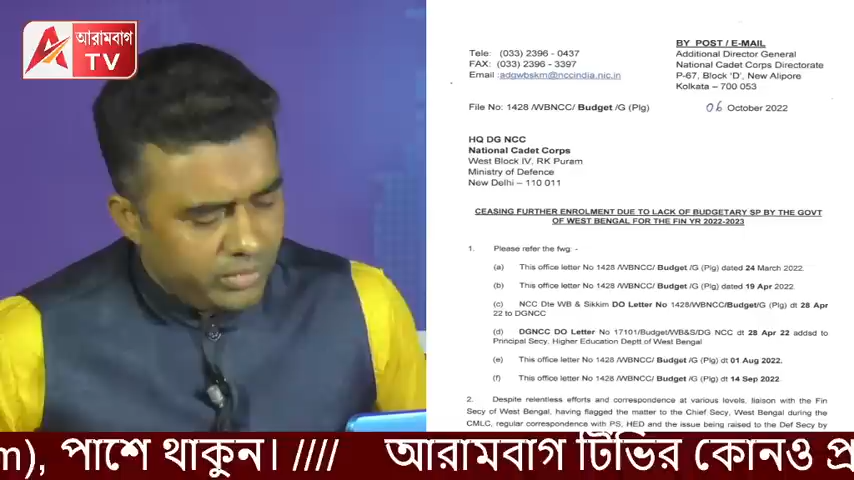 আরামবাগ
TV
Tele: (033) 2396 - 0437
FAX: (033) 2396 - 3397
Email :adgwbskm@nccindia.nic.in
BY POST / E-MAIL
Additional Director General
National Cadet Corps Directorate
P-67, Block 'D', New Alipore
Kolkata – 700 053
File No: 1428 /WBNCC/ Budget /G (Plg)
06 October 2022
HQ DG NCC
National Cadet Corps
West Block IV, RK Puram
Ministry of Defence
New Delhi – 110 011
CEASING FURTHER ENROLMENT DUE TO LACK OF BUDGETARY SP BY THE GOVT
OF WEST BENGAL FOR THE FIN YR 2022-2023
1. Please refer the fwg: -
(a) This office letter No 1428 /WBNCC/ Budget /G (Plg) dated 24 March 2022.
(b) This office letter No 1428 /WBNCC/ Budget /G (Plg) dated 19 Apr 2022.
(c) NCC Dte WB & Sikkim DO Letter No 1428/WBNCC/Budget/G (Plg) dt 28 Apr
22 to DGNCC
(d) DGNCC DO Letter No 17101/Budget/WB&S/DG NCC dt 28 Apr 22 addsd to
Principal Secy, Higher Education Deptt of West Bengal
(e) This office letter No 1428 /WBNCC/ Budget /G (Plg) dt 01 Aug 2022.
(f) This office letter No 1428 /WBNCC/ Budget /G (Plg) dt 14 Sep 2022
2. Despite relentless efforts and correspondence at various levels, liaison with the Fin
Secy of West Bengal, having flagged the matter to the Chief Secy, West Bengal during the
CMLC, regular correspondence with PS, HED and the issue being raised to the Def Secy by
m), পাশে থাকুন। //// আরামবাগ টিভির কোনও প্র